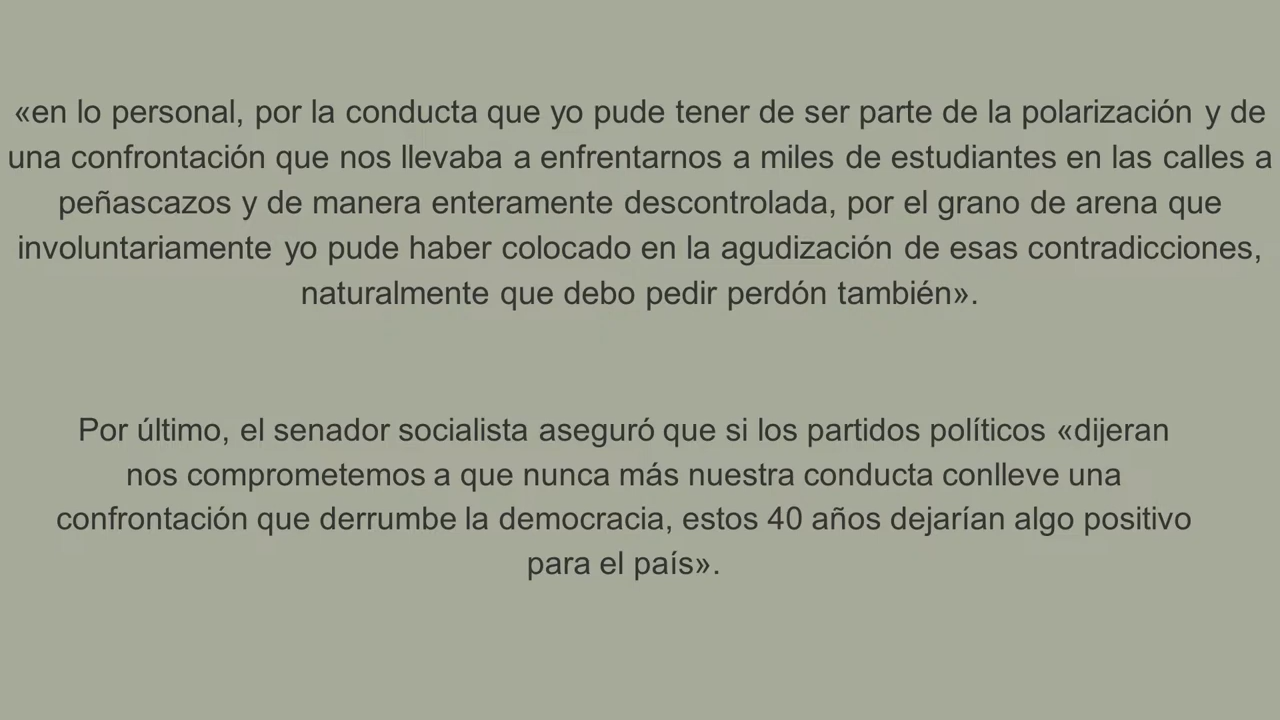 «en lo personal, por la conducta que yo pude tener de ser parte de la polarización y de
una confrontación que nos llevaba a enfrentarnos a miles de estudiantes en las calles a
peñascazos y de manera enteramente descontrolada, por el grano de arena que
involuntariamente yo pude haber colocado en la agudización de esas contradicciones,
naturalmente que debo pedir perdón también».
Por último, el senador socialista aseguró que si los partidos políticos «dijeran
nos comprometemos a que nunca más nuestra conducta conlleve una
confrontación que derrumbe la democracia, estos 40 años dejarían algo positivo
para el país».